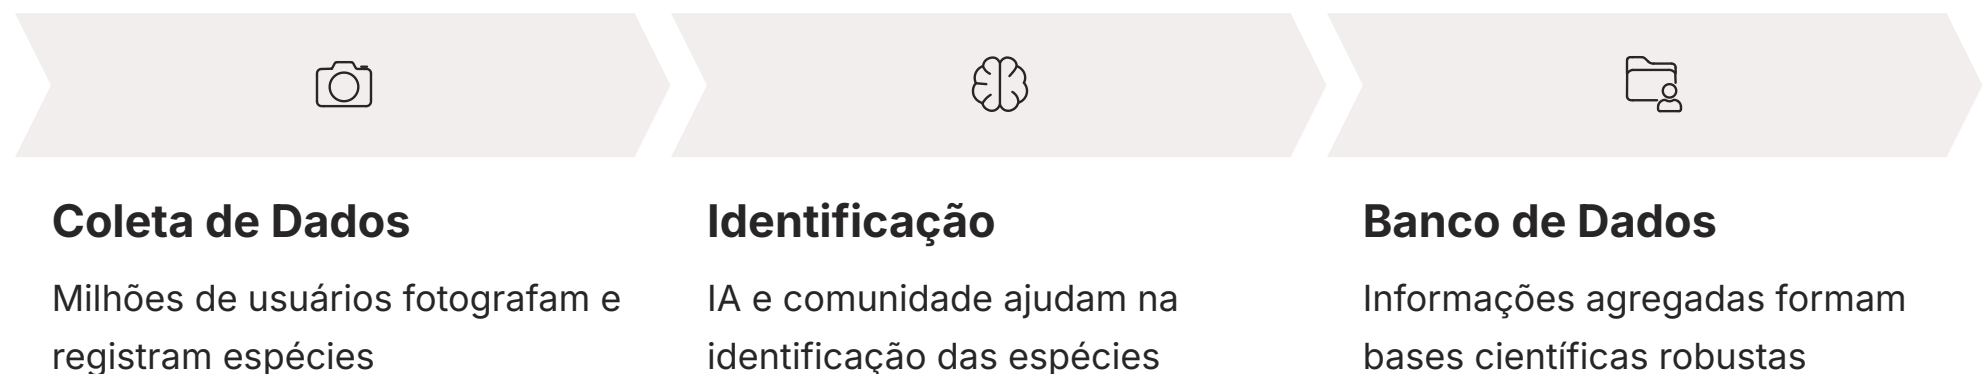 Coleta de Dados
Milhões de usuários fotografam e
registram espécies
Identificação
IA e comunidade ajudam na
identificação das espécies
Banco de Dados
Informações agregadas formam
bases científicas robustas